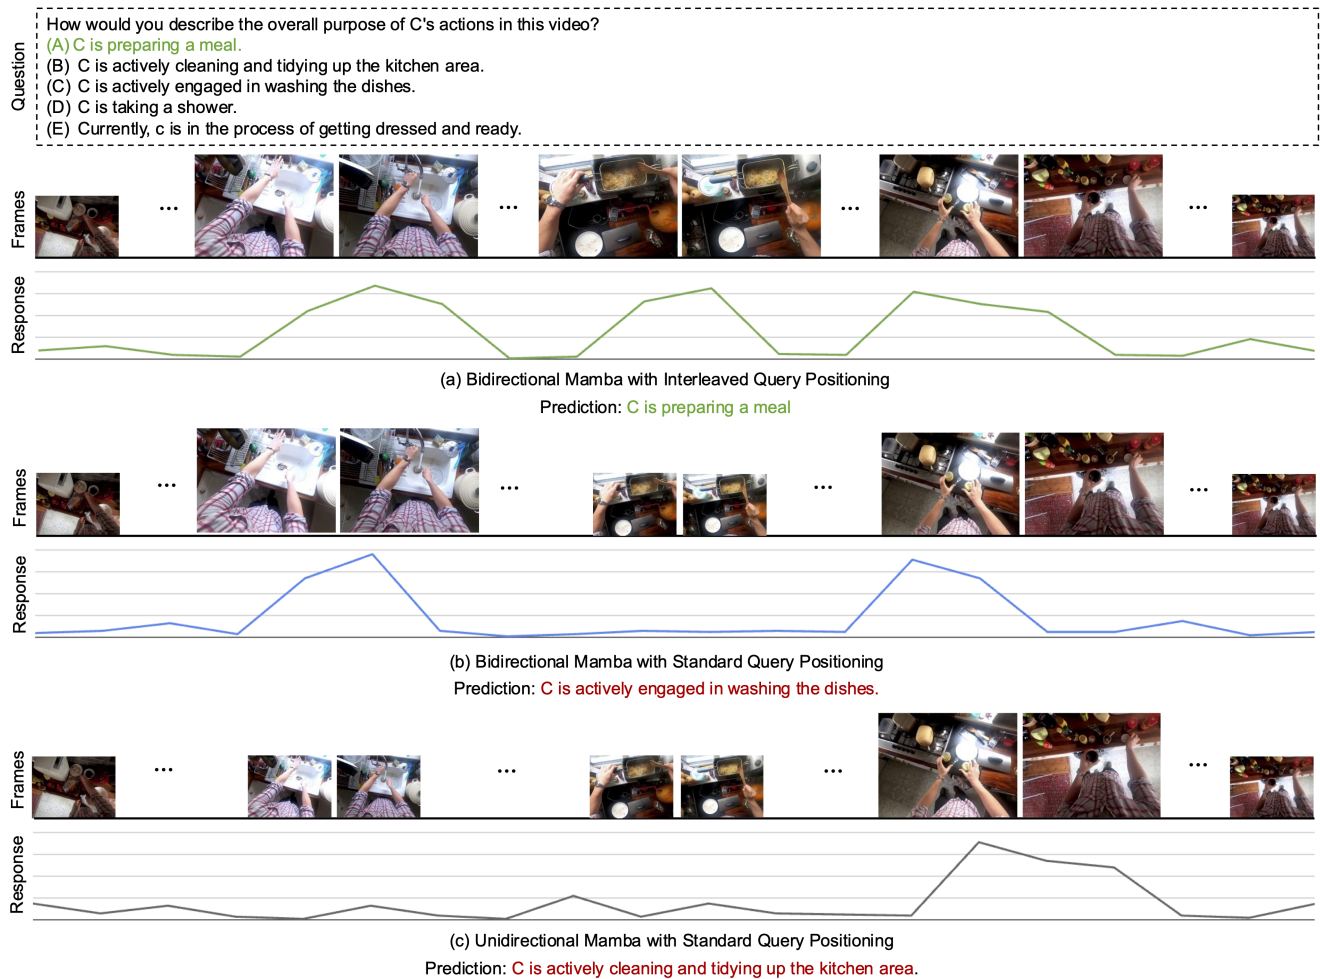 Question
How would you describe the overall purpose of C's actions in this video?
(A) C is preparing a meal.
(B) C is actively cleaning and tidying up the kitchen area.
(C) C is actively engaged in washing the dishes.
(D) C is taking a shower.
(E) Currently, c is in the process of getting dressed and ready.
Frames
...
...
...
...
Response
(a) Bidirectional Mamba with Interleaved Query Positioning
Prediction: C is preparing a meal
Frames
...
...
...
...
Response
(b) Bidirectional Mamba with Standard Query Positioning
Prediction: C is actively engaged in washing the dishes.
Frames
...
...
...
...
Response
(c) Unidirectional Mamba with Standard Query Positioning
Prediction: C is actively cleaning and tidying up the kitchen area.